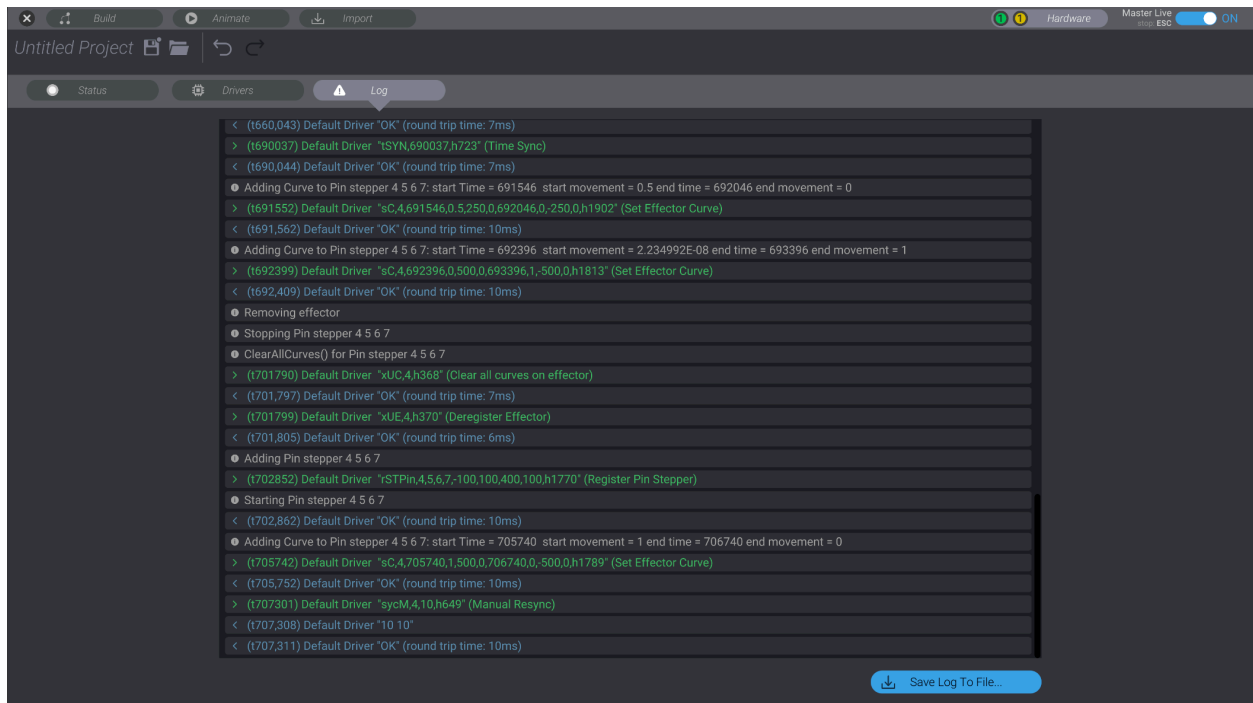 Build
Animate
Import
1 1 Hardware
Master Live
stop: ESC
ON
Untitled Project
Status
Drivers
Log
< (t660,043) Default Driver "OK" (round trip time: 7ms)
> (t690037) Default Driver "tSYN,690037,h723" (Time Sync)
< (t690,044) Default Driver "OK" (round trip time: 7ms)
Adding Curve to Pin stepper 4 5 6 7: start Time = 691546 start movement = 0.5 end time = 692046 end movement = 0
> (t691552) Default Driver "sC,4,691546,0.5,250,0,692046,0,-250,0,h1902" (Set Effector Curve)
< (t691,562) Default Driver "OK" (round trip time: 10ms)
Adding Curve to Pin stepper 4 5 6 7: start Time = 692396 start movement = 2.234992E-08 end time = 693396 end movement = 1
> (t692399) Default Driver "sC,4,692396,0,500,0,693396,1,-500,0,h1813" (Set Effector Curve)
< (t692,409) Default Driver "OK" (round trip time: 10ms)
Removing effector
Stopping Pin stepper 4 5 6 7
ClearAllCurves() for Pin stepper 4 5 6 7
> (t701790) Default Driver "xUC,4,h368" (Clear all curves on effector)
< (t701,797) Default Driver "OK" (round trip time: 7ms)
> (t701799) Default Driver "xUE,4,h370" (Deregister Effector)
< (t701,805) Default Driver "OK" (round trip time: 6ms)
Adding Pin stepper 4 5 6 7
> (t702852) Default Driver "rSTPin,4,5,6,7,-100,100,400,100,h1770" (Register Pin Stepper)
Starting Pin stepper 4 5 6 7
< (t702,862) Default Driver "OK" (round trip time: 10ms)
Adding Curve to Pin stepper 4 5 6 7: start Time = 705740 start movement = 1 end time = 706740 end movement = 0
> (t705742) Default Driver "sC,4,705740,1,500,0,706740,0,-500,0,h1789" (Set Effector Curve)
< (t705,752) Default Driver "OK" (round trip time: 10ms)
> (t707301) Default Driver "sycM,4,10,h649" (Manual Resync)
< (t707,308) Default Driver "10 10"
< (t707,311) Default Driver "OK" (round trip time: 10ms)
Save Log To File...